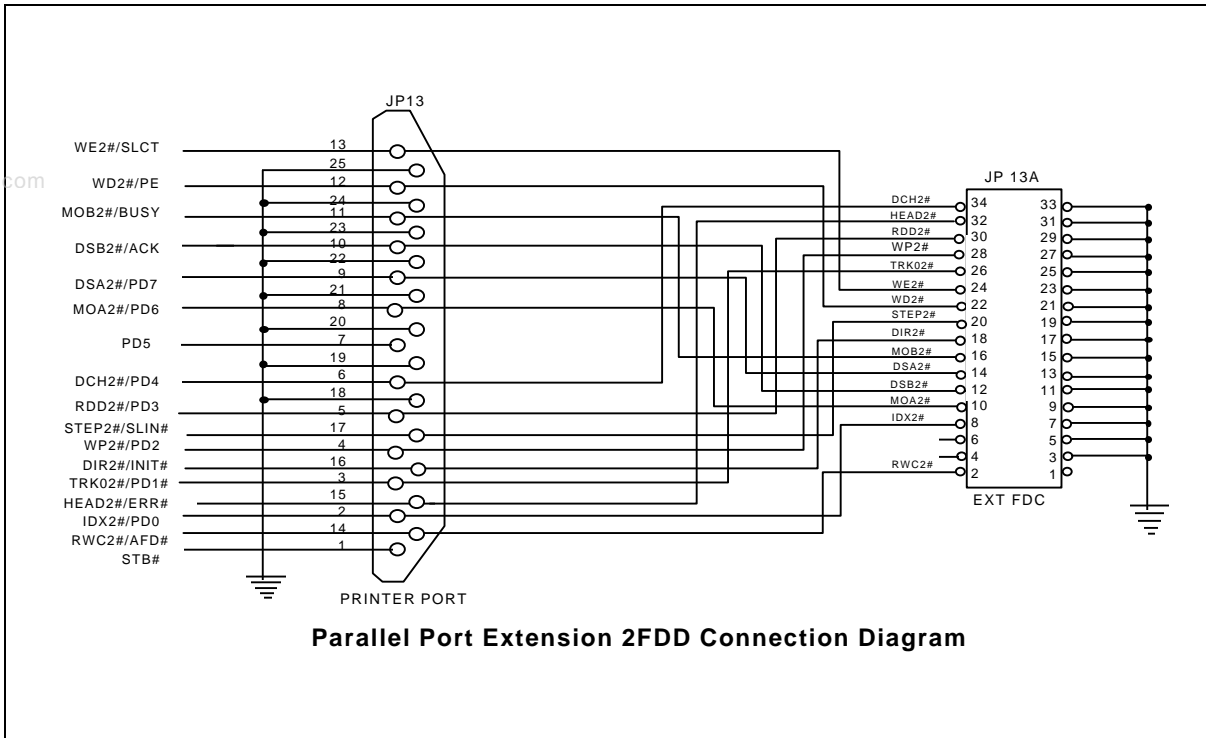 JP13
WE2#/SLCT 13
25
com
WD2#/PE 12
24
MOB2#/BUSY 11
23
DSB2#/ACK 10
22
DSA2#/PD7 9
21
MOA2#/PD6 8
20
PD5 7
19
DCH2#/PD4 6
18
RDD2#/PD3 5
STEP2#/SLIN# 17
WP2#/PD2 4
DIR2#/INIT# 16
TRK02#/PD1# 3
HEAD2#/ERR# 15
IDX2#/PD0 2
RWC2#/AFD# 14
STB# 1
PRINTER PORT
JP 13A
DCH2# 34 33
HEAD2# 32 31
RDD2# 30 29
WP2# 28 27
TRK02# 26 25
WE2# 24 23
WD2# 22 21
STEP2# 20 19
DIR2# 18 17
MOB2# 16 15
DSA2# 14 13
DSB2# 12 11
MOA2# 10 9
IDX2# 8 7
6 5
4 3
RWC2# 2 1
EXT FDC
Parallel Port Extension 2FDD Connection Diagram